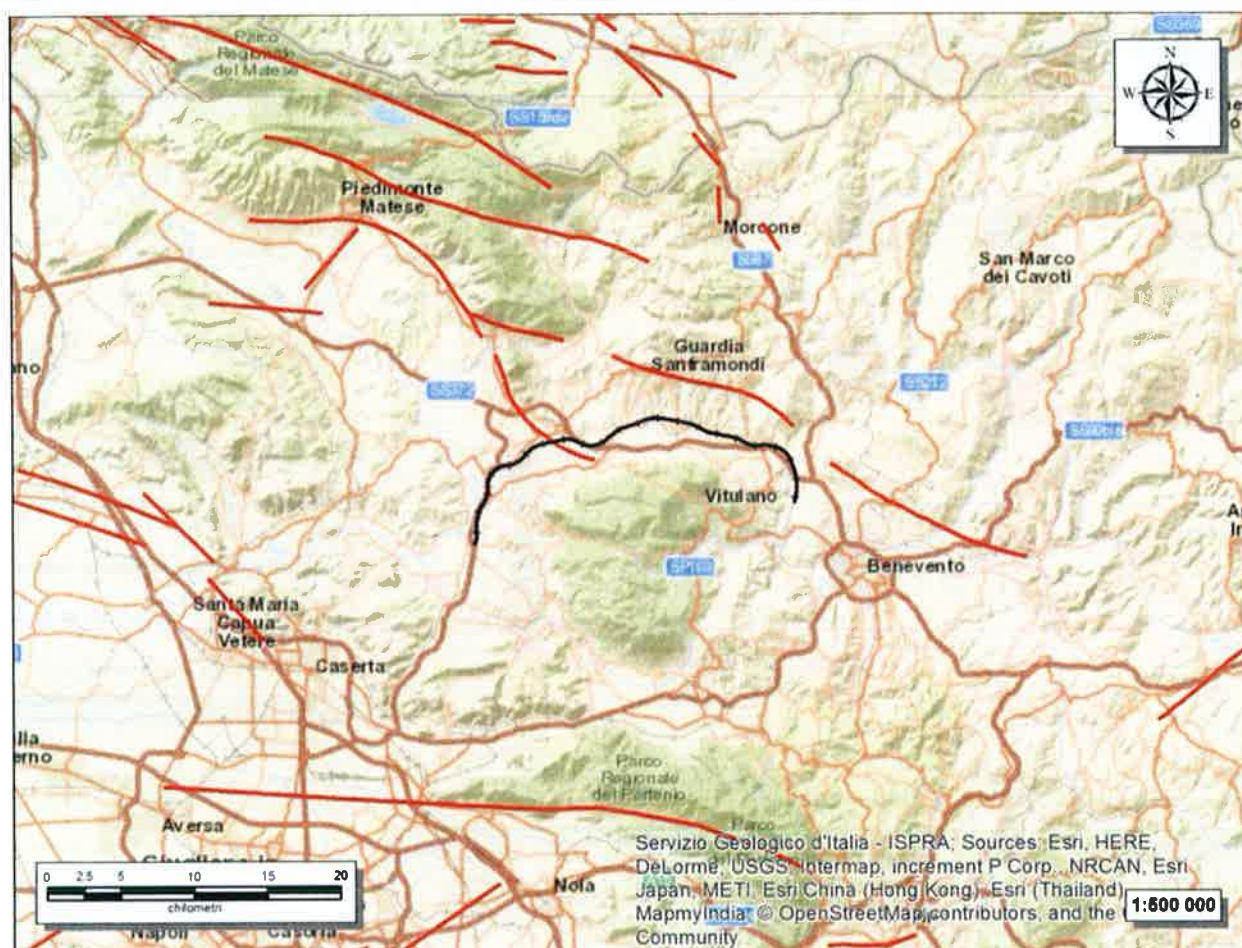 Parco
Regionale
del Matese
N
W
E
S
Piedimonte
Matese
Morcone
San Marco
dei Cavoti
Guardia
Sanframondi
SS372
SS212
SS90bis
Vitulano
Benevento
Santa Maria
Capua
Vetere
Caserta
Parco
Regionale
del Partenio
Parco
Aversa
Nola
Napoli
Casoria
0 2.5 5 10 15 20
chilometri
Servizio Geologico d'Italia - ISPRA; Sources: Esri, HERE,
DeLorme, USGS, Intermap, increment P Corp., NRCAN, Esri
Japan, METI, Esri China (Hong Kong), Esri (Thailand),
MapmyIndia, © OpenStreetMap contributors, and the
Community
1:500 000